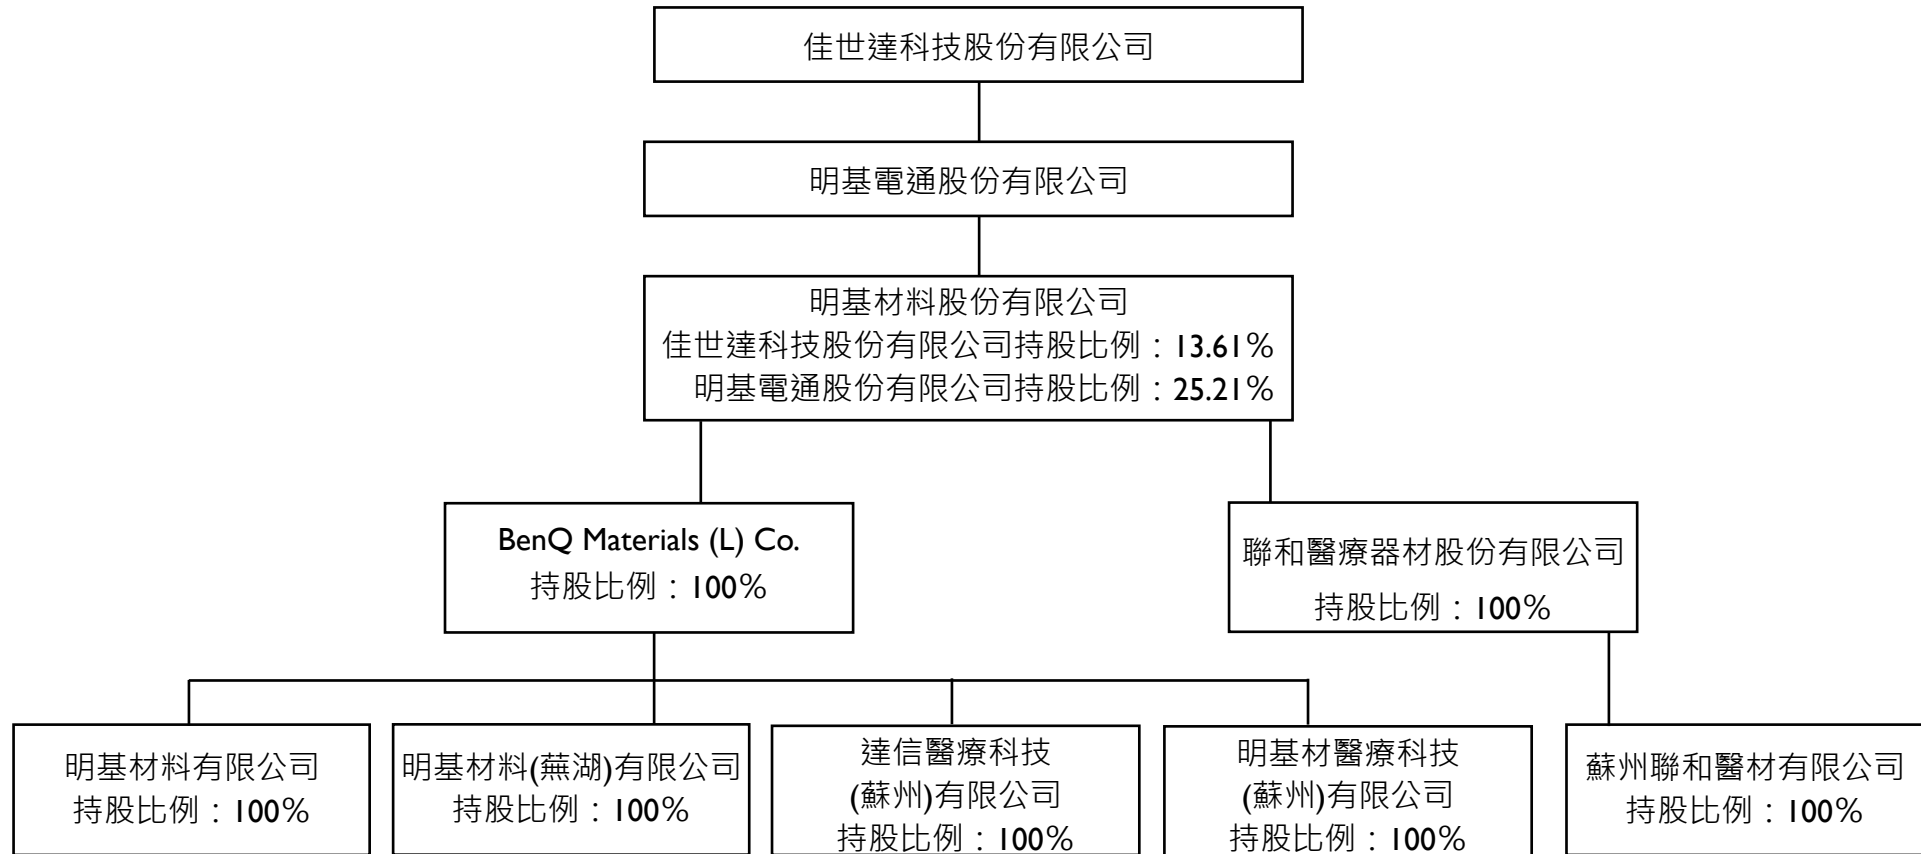 佳世達科技股份有限公司
明基電通股份有限公司
明基材料股份有限公司
佳世達科技股份有限公司持股比例：13.61%
明基電通股份有限公司持股比例：25.21%
BenQ Materials (L) Co.
持股比例：100%
聯和醫療器材股份有限公司
持股比例：100%
明基材料有限公司
持股比例：100%
明基材料(蕪湖)有限公司
持股比例：100%
達信醫療科技
(蘇州)有限公司
持股比例：100%
明基材醫療科技
(蘇州)有限公司
持股比例：100%
蘇州聯和醫材有限公司
持股比例：100%